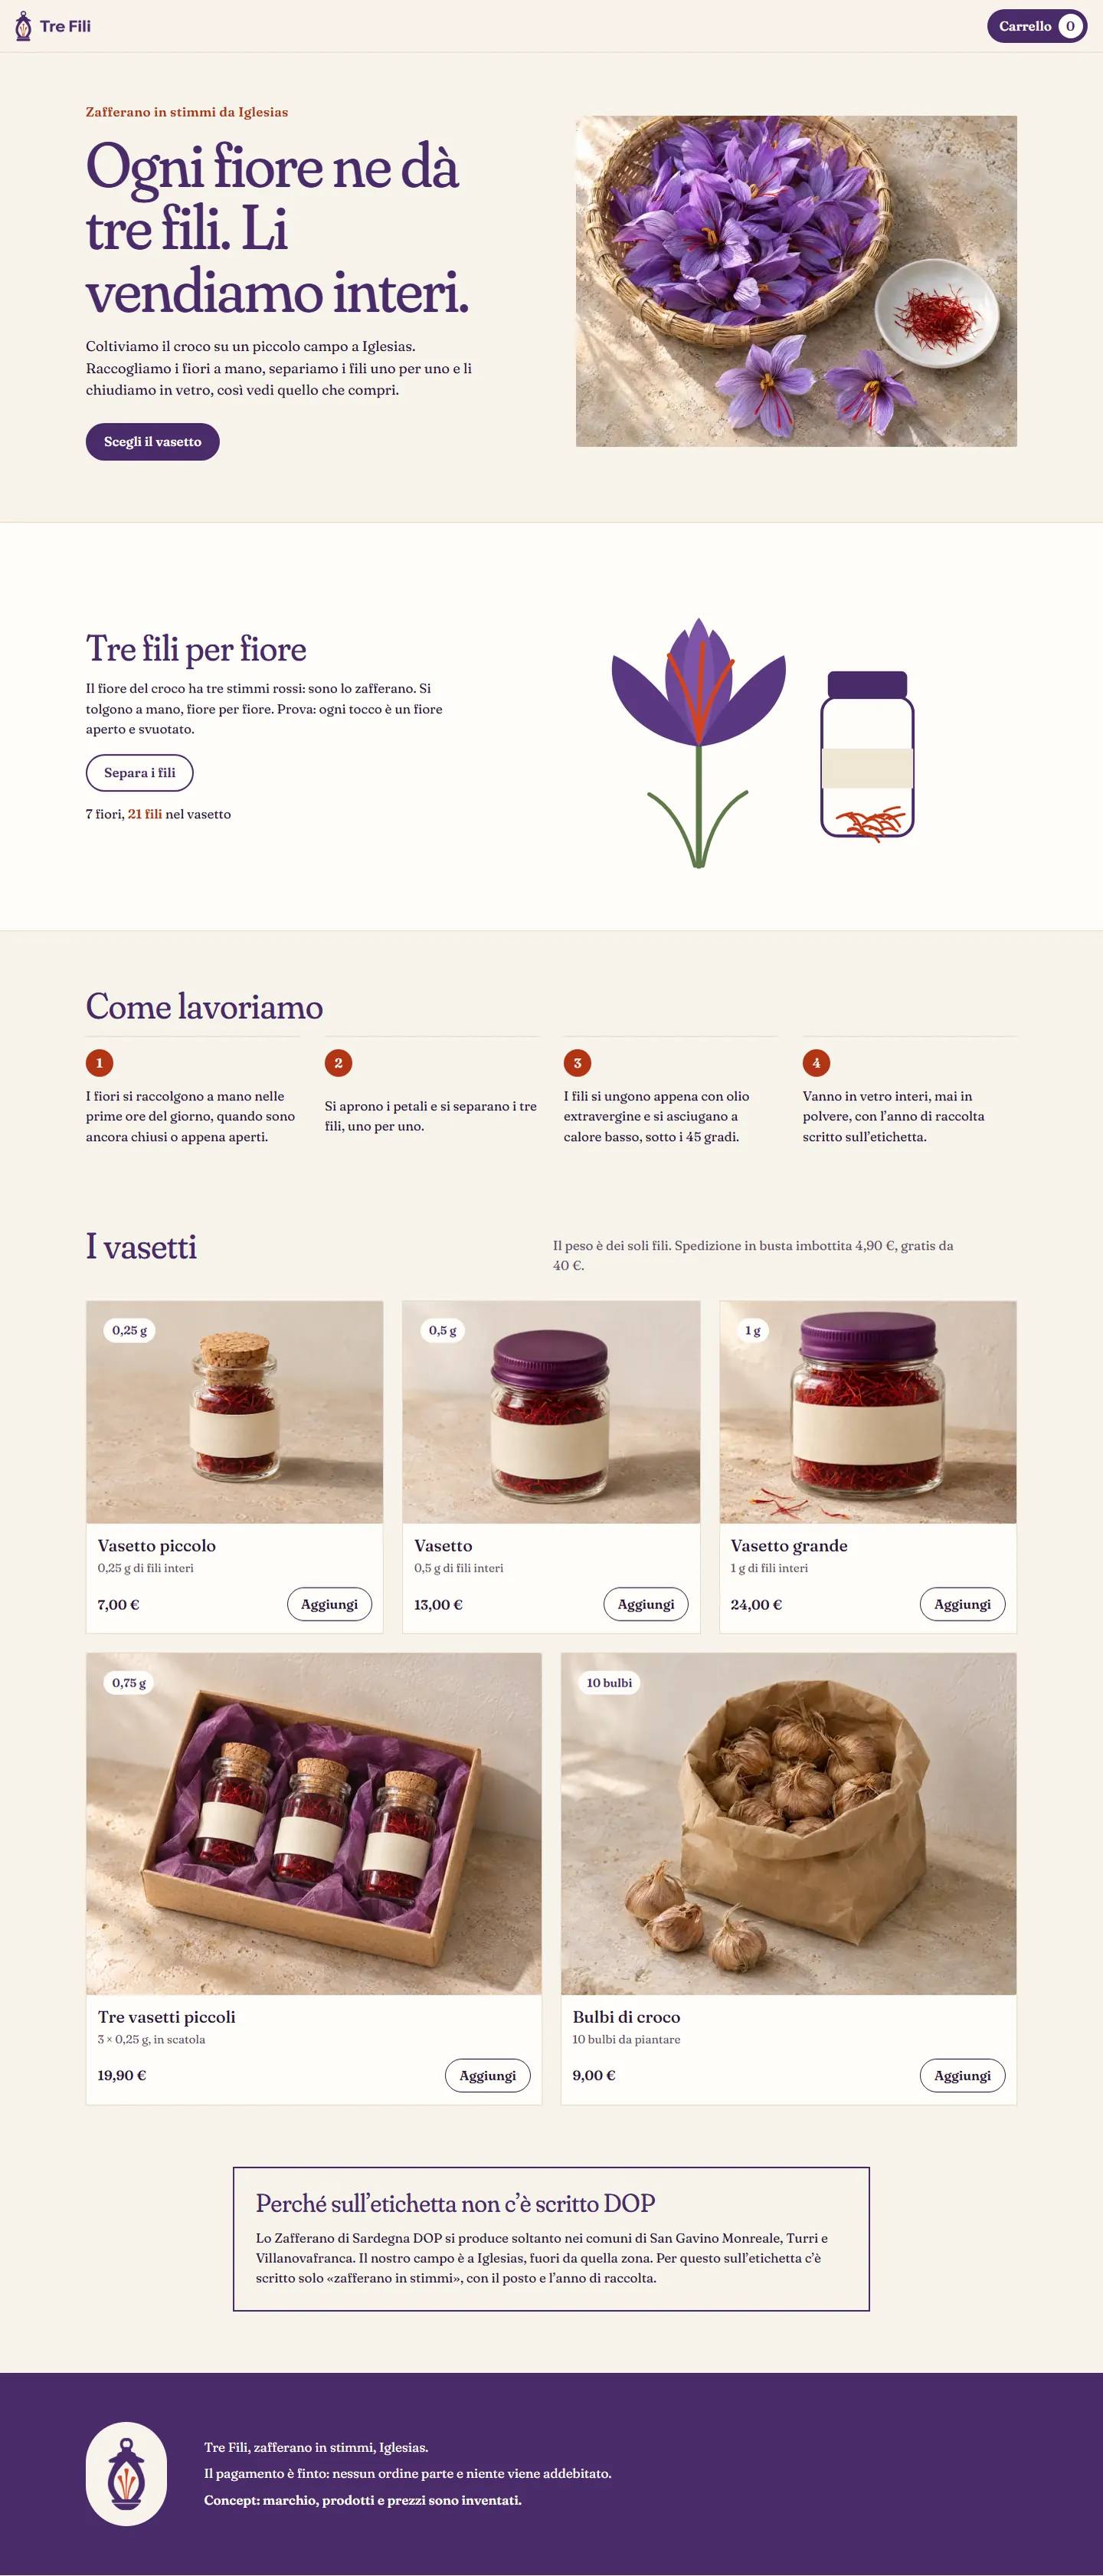 Tre Fili
Carrello 0
Zafferano in stimmi da Iglesias
Ogni fiore ne dà
tre fili. Li
vendiamo interi.
Coltiviamo il croco su un piccolo campo a Iglesias.
Raccogliamo i fiori a mano, separiamo i fili uno per uno e li
chiudiamo in vetro, così vedi quello che compri.
Scegli il vasetto
Tre fili per fiore
Il fiore del croco ha tre stimmi rossi: sono lo zafferano. Si
tolgono a mano, fiore per fiore. Prova: ogni tocco è un fiore
aperto e svuotato.
Separa i fili
7 fiori, 21 fili nel vasetto
Come lavoriamo
1
I fiori si raccolgono a mano nelle
prime ore del giorno, quando sono
ancora chiusi o appena aperti.
2
Si aprono i petali e si separano i tre
fili, uno per uno.
3
I fili si ungono appena con olio
extravergine e si asciugano a
calore basso, sotto i 45 gradi.
4
Vanno in vetro interi, mai in
polvere, con l’anno di raccolta
scritto sull’etichetta.
I vasetti
Il peso è dei soli fili. Spedizione in busta imbottita 4,90 €, gratis da
40 €.
0,25 g
Vasetto piccolo
0,25 g di fili interi
7,00 €
Aggiungi
0,5 g
Vasetto
0,5 g di fili interi
13,00 €
Aggiungi
1 g
Vasetto grande
1 g di fili interi
24,00 €
Aggiungi
0,75 g
Tre vasetti piccoli
3 × 0,25 g, in scatola
19,90 €
Aggiungi
10 bulbi
Bulbi di croco
10 bulbi da piantare
9,00 €
Aggiungi
Perché sull’etichetta non c’è scritto DOP
Lo Zafferano di Sardegna DOP si produce soltanto nei comuni di San Gavino Monreale, Turri e
Villanovafranca. Il nostro campo è a Iglesias, fuori da quella zona. Per questo sull’etichetta c’è
scritto solo «zafferano in stimmi», con il posto e l’anno di raccolta.
Tre Fili, zafferano in stimmi, Iglesias.
Il pagamento è finto: nessun ordine parte e niente viene addebitato.
Concept: marchio, prodotti e prezzi sono inventati.